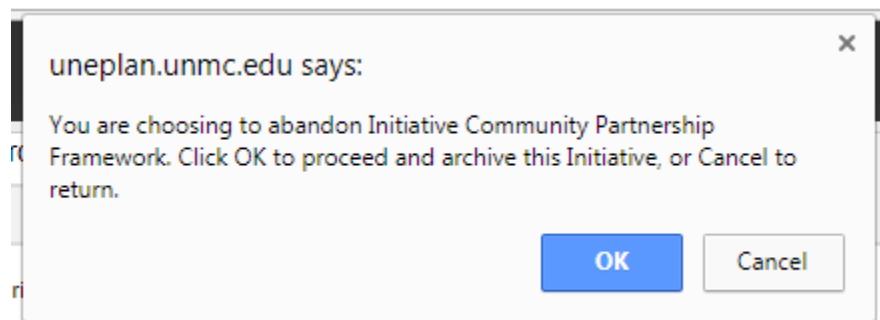 uneplan.unmc.edu says:
You are choosing to abandon Initiative Community Partnership
Framework. Click OK to proceed and archive this Initiative, or Cancel to
return.
OK Cancel
ri